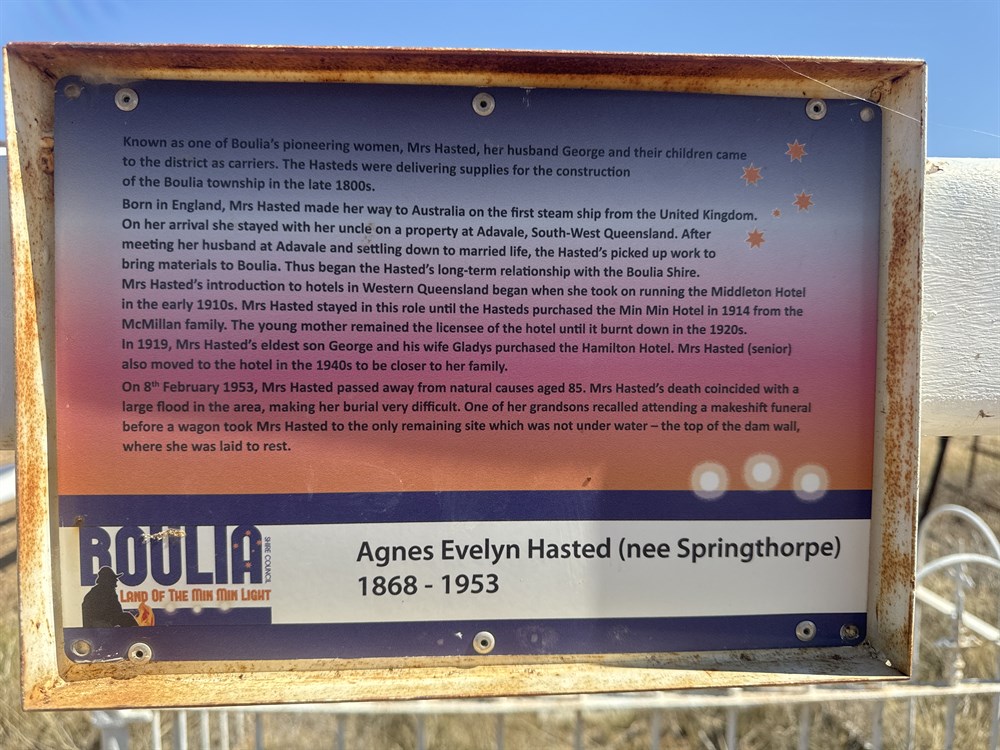 Known as one of Boulia's pioneering women, Mrs Hasted, her husband George and their children came
to the district as carriers. The Hasteds were delivering supplies for the construction
of the Boulia township in the late 1800s.
Born in England, Mrs Hasted made her way to Australia on the first steam ship from the United Kingdom.
On her arrival she stayed with her uncle on a property at Adavale, South-West Queensland. After
meeting her husband at Adavale and settling down to married life, the Hasted's picked up work to
bring materials to Boulia. Thus began the Hasted's long-term relationship with the Boulia Shire.
Mrs Hasted's introduction to hotels in Western Queensland began when she took on running the Middleton Hotel
in the early 1910s. Mrs Hasted stayed in this role until the Hasteds purchased the Min Min Hotel in 1914 from the
McMillan family. The young mother remained the licensee of the hotel until it burnt down in the 1920s.
In 1919, Mrs Hasted's eldest son George and his wife Gladys purchased the Hamilton Hotel. Mrs Hasted (senior)
also moved to the hotel in the 1940s to be closer to her family.
On 8th February 1953, Mrs Hasted passed away from natural causes aged 85. Mrs Hasted's death coincided with a
large flood in the area, making her burial very difficult. One of her grandsons recalled attending a makeshift funeral
before a wagon took Mrs Hasted to the only remaining site which was not under water – the top of the dam wall,
where she was laid to rest.
BOULIA
SHIRE COUNCIL
LAND OF THE MIN MIN LIGHT
Agnes Evelyn Hasted (nee Springthorpe)
1868 - 1953